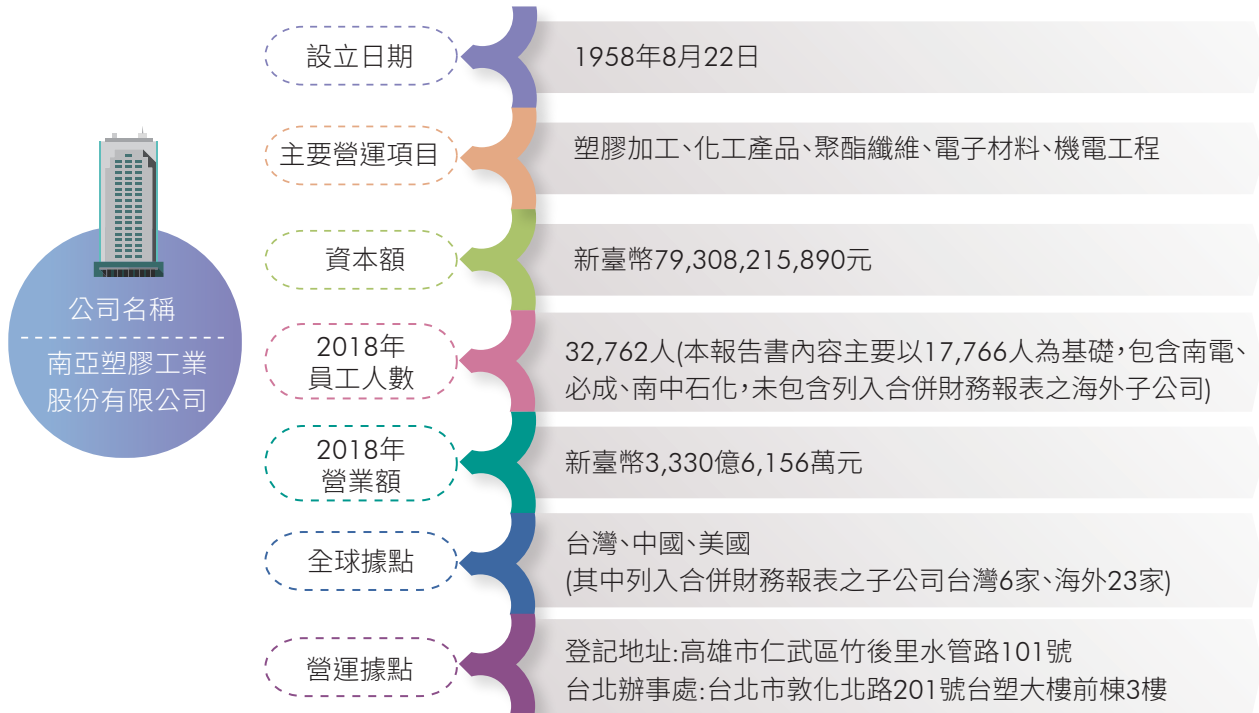 公司名稱
南亞塑膠工業
股份有限公司
設立日期
1958年8月22日
主要營運項目
塑膠加工、化工產品、聚酯纖維、電子材料、機電工程
資本額
新臺幣79,308,215,890元
2018年
員工人數
32,762人(本報告書內容主要以17,766人為基礎，包含南電、
必成、南中石化，未包含列入合併財務報表之海外子公司)
2018年
營業額
新臺幣3,330億6,156萬元
全球據點
台灣、中國、美國
(其中列入合併財務報表之子公司台灣6家、海外23家)
營運據點
登記地址:高雄市仁武區竹後里水管路101號
台北辦事處:台北市敦化北路201號台塑大樓前棟3樓